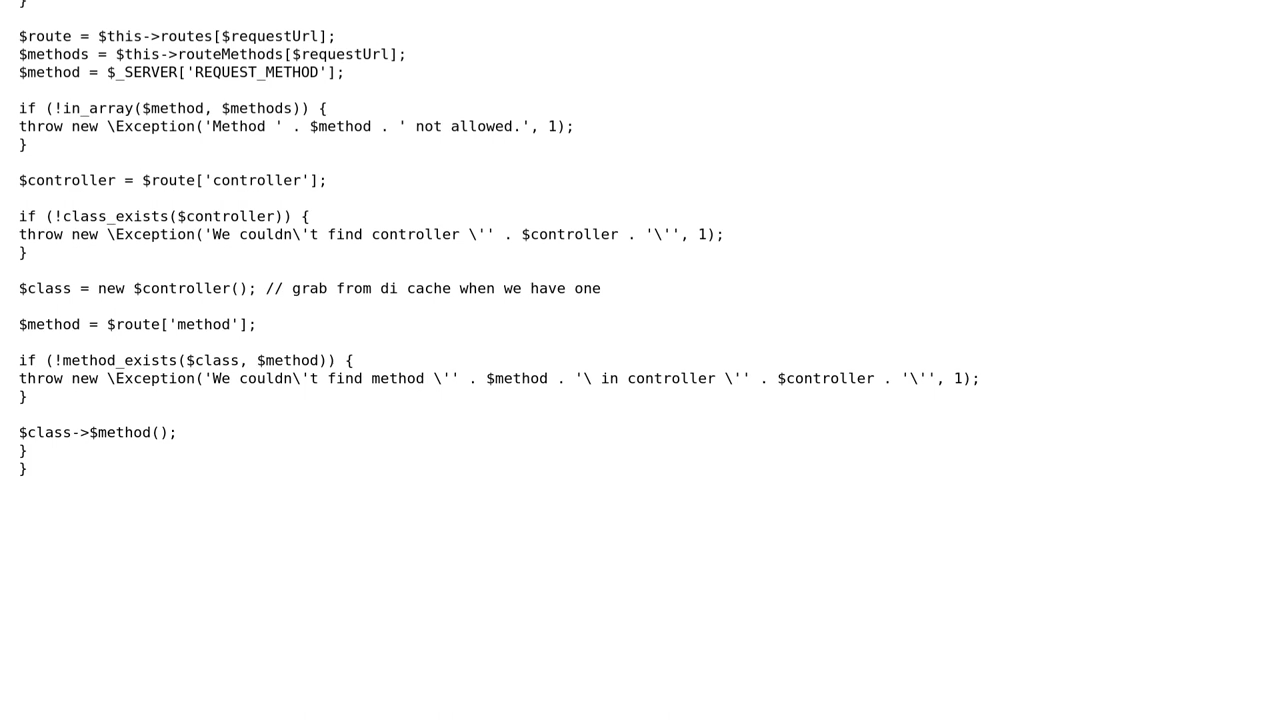 }
$route = $this->routes[$requestUrl];
$methods = $this->routeMethods[$requestUrl];
$method = $_SERVER['REQUEST_METHOD'];
if (!in_array($method, $methods)) {
throw new \Exception('Method ' . $method . ' not allowed.', 1);
}
$controller = $route['controller'];
if (!class_exists($controller)) {
throw new \Exception('We couldn\'t find controller \'' . $controller . '\'', 1);
}
$class = new $controller(); // grab from di cache when we have one
$method = $route['method'];
if (!method_exists($class, $method)) {
throw new \Exception('We couldn\'t find method \'' . $method . '\ in controller \'' . $controller . '\'', 1);
}
$class->$method();
}
}